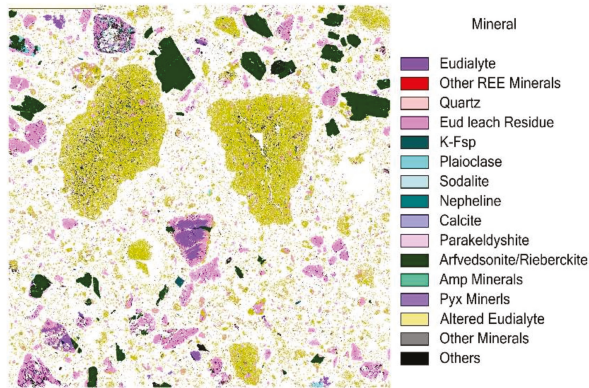 Mineral
Eudialyte
Other REE Minerals
Quartz
Eud leach Residue
K-Fsp
Plaioclase
Sodalite
Nepheline
Calcite
Parakeldyshite
Arfvedsonite/Rieberckite
Amp Minerals
Pyx Minerls
Altered Eudialyte
Other Minerals
Others